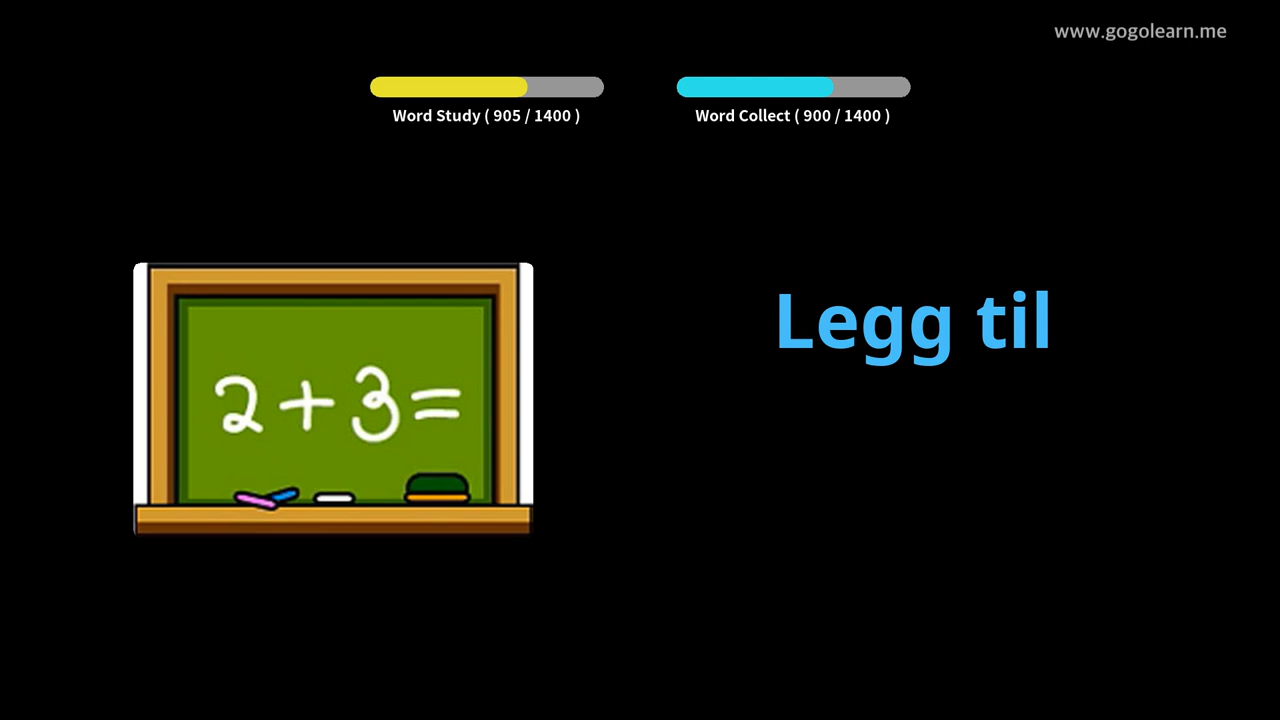 www.gogolearn.me
Word Study ( 905 / 1400 )
Word Collect ( 900 / 1400 )
Legg til
2 + 3 =